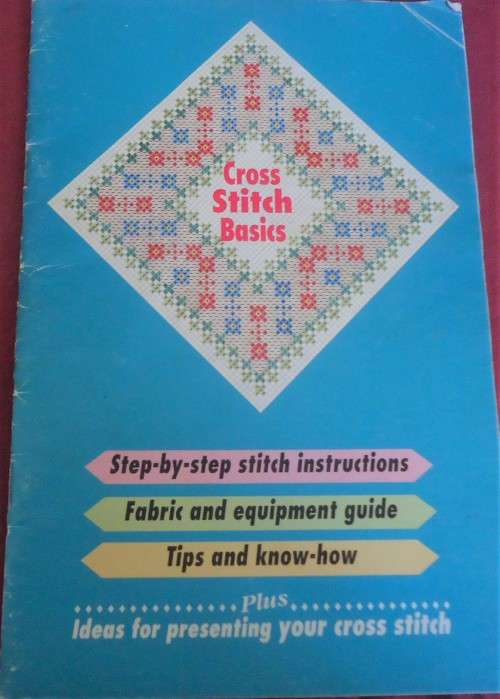 Cross
Stitch
Basics
Step-by-step stitch instructions
Fabric and equipment guide
Tips and know-how
Plus
Ideas for presenting your cross stitch